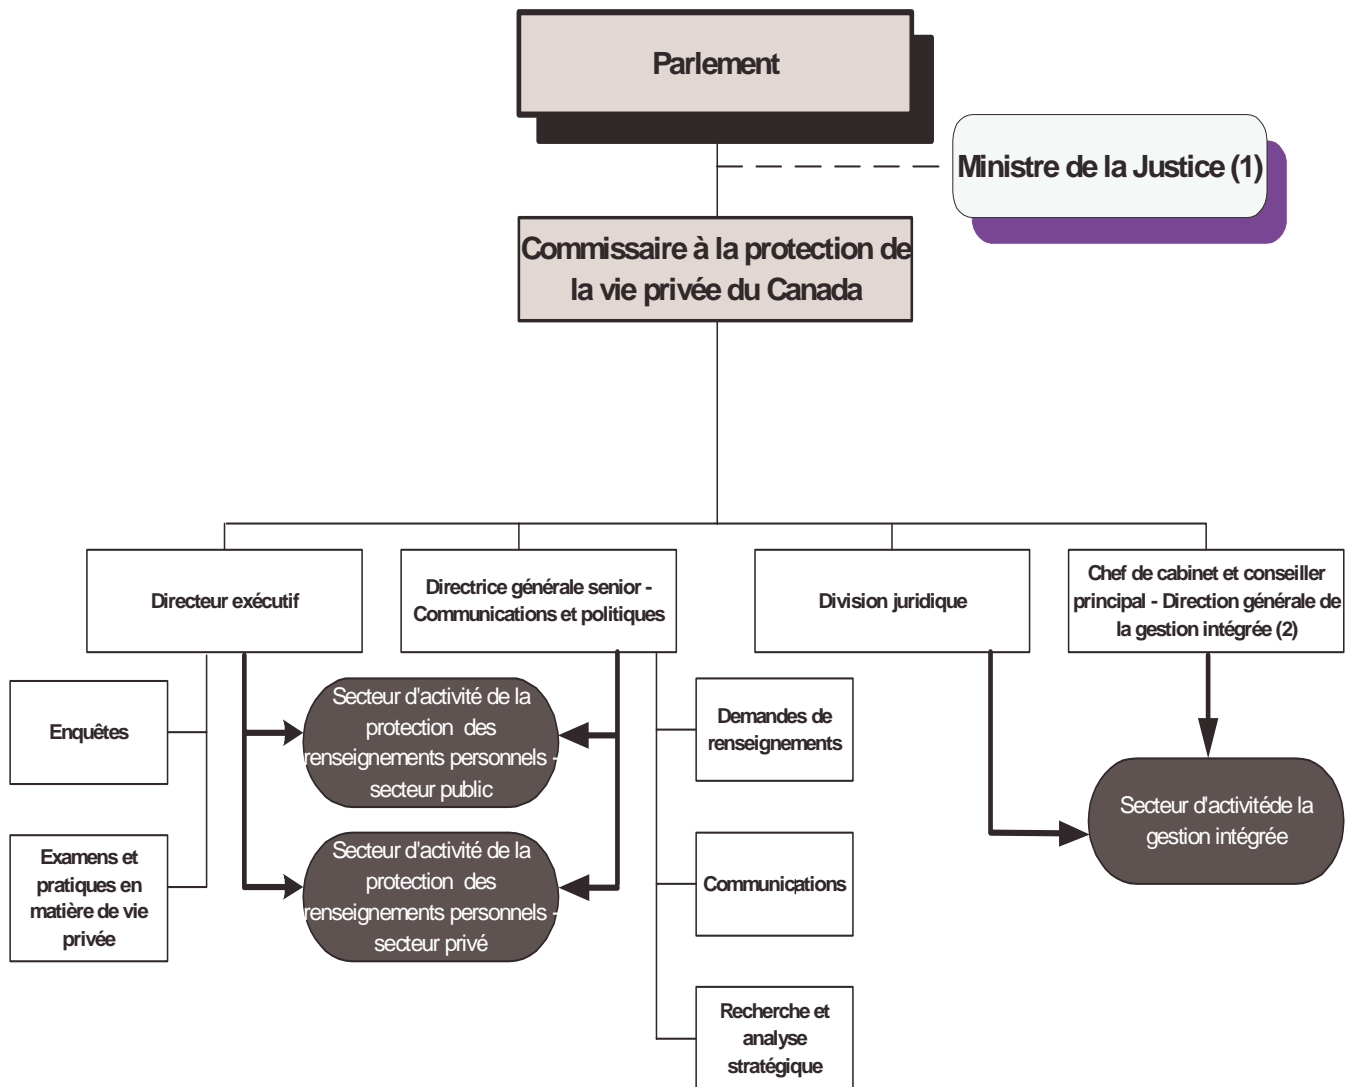 Parlement
Ministre de la Justice (1)
Commissaire à la protection de
la vie privée du Canada
Directeur exécutif
Directrice générale senior -
Communications et politiques
Division juridique
Chef de cabinet et conseiller
principal - Direction générale de
la gestion intégrée (2)
Enquêtes
Secteur d'activité de la
protection des
renseignements personnels -
secteur public
Demandes de
renseignements
Secteur d'activitéde la
gestion intégrée
Examens et
pratiques en
matière de vie
privée
Secteur d'activité de la
protection des
renseignements personnels -
secteur privé
Communications
Recherche et
analyse
stratégique